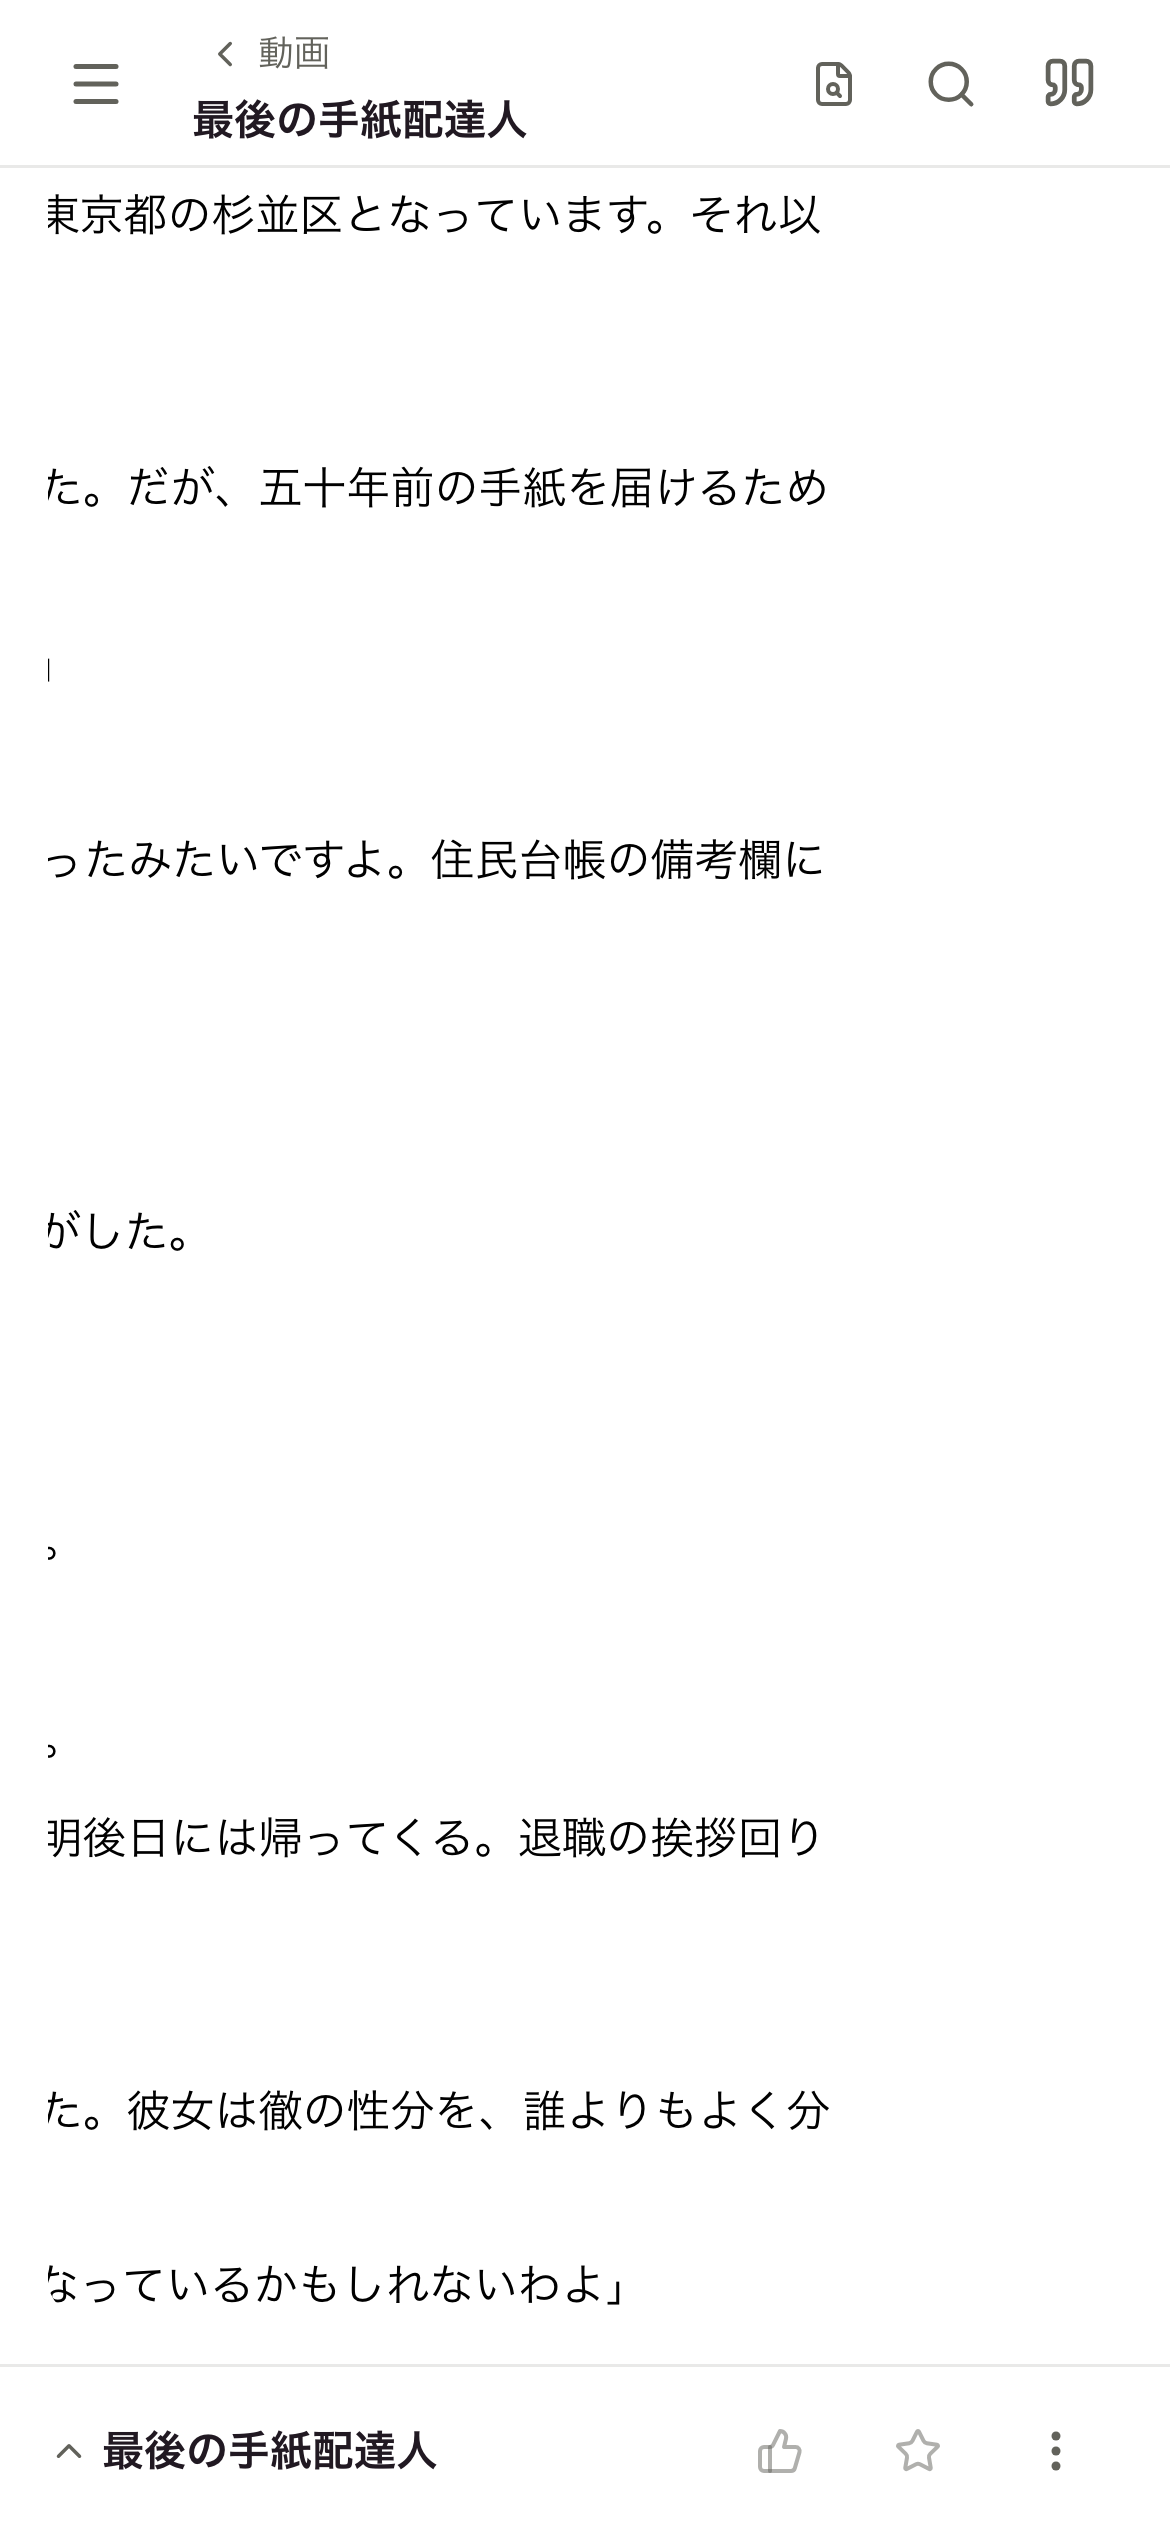 動画
最後の手紙配達人
東京都の杉並区となっています。それ以
た。だが、五十年前の手紙を届けるため
ったみたいですよ。住民台帳の備考欄に
がした。
。
。
明後日には帰ってくる。退職の挨拶回り
た。彼女は徹の性分を、誰よりもよく分
なっているかもしれないわよ」
最後の手紙配達人